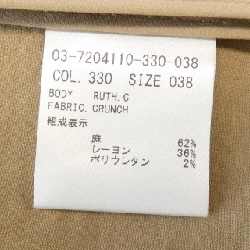 03-7204110-330-038
COL. 330 SIZE 038
BODY RUTH.G
FABRIC. CRUNCH
組成表示
麻 62%
レーヨン 36%
ポリウレタン 2%